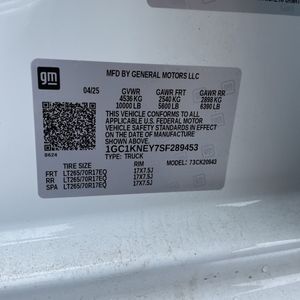 gm
MFD BY GENERAL MOTORS LLC
04/25 GVWR GAWR FRT GAWR RR
4536 KG 2540 KG 2898 KG
10000 LB 5600 LB 6390 LB
THIS VEHICLE CONFORMS TO ALL
APPLICABLE U.S. FEDERAL MOTOR
VEHICLE SAFETY STANDARDS IN EFFECT
ON THE DATE OF MANUFACTURE SHOWN ABOVE.
1GC1KNEY7SF289453
8624 TYPE: TRUCK MODEL: 73CK20943
TIRE SIZE RIM
FRT LT265/70R17EQ 17X7.5J
RR LT265/70R17EQ 17X7.5J
SPA LT265/70R17EQ 17X7.5J